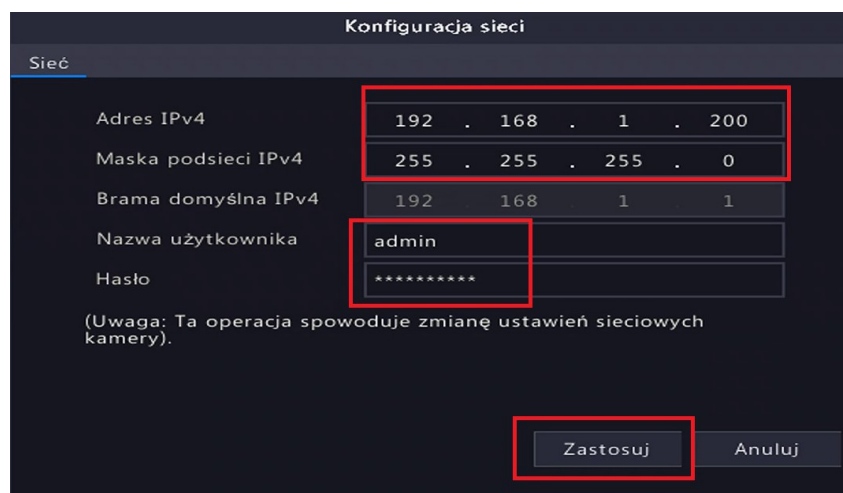 Konfiguracja sieci
Sieć
Adres IPv4 192 . 168 . 1 . 200
Maska podsieci IPv4 255 . 255 . 255 . 0
Brama domyślna IPv4 192 . 168 . 1 . 1
Nazwa użytkownika admin
Hasło **********
(Uwaga: Ta operacja spowoduje zmianę ustawień sieciowych
kamery).
Zastosuj Anuluj